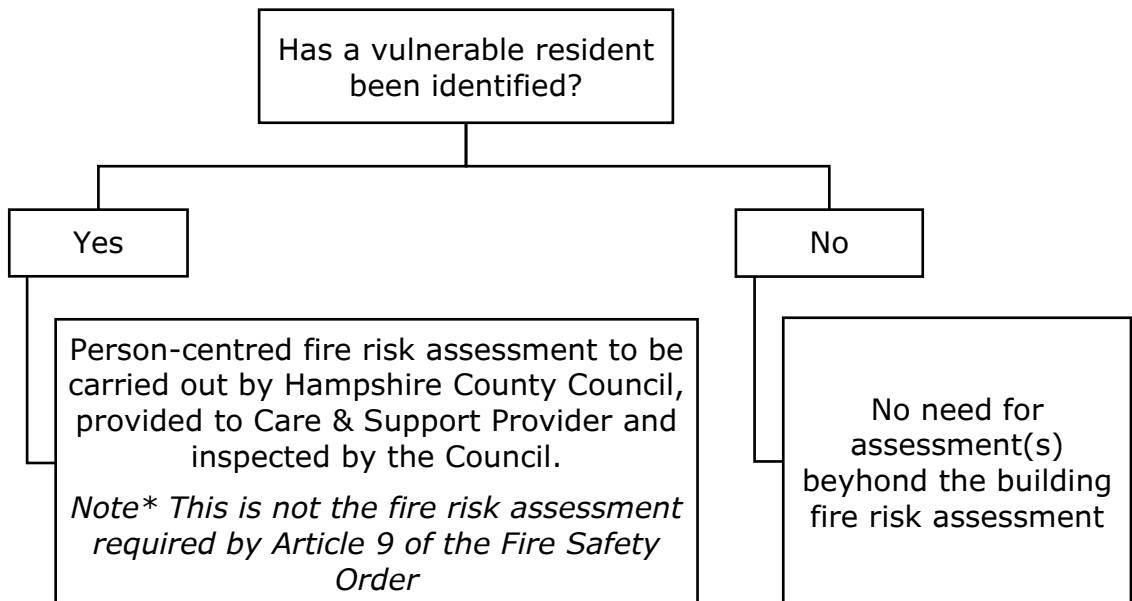 Has a vulnerable resident
been identified?
Yes
No
Person-centred fire risk assessment to be
carried out by Hampshire County Council,
provided to Care & Support Provider and
inspected by the Council.
Note* This is not the fire risk assessment
required by Article 9 of the Fire Safety
Order
No need for
assessment(s)
beyhond the building
fire risk assessment